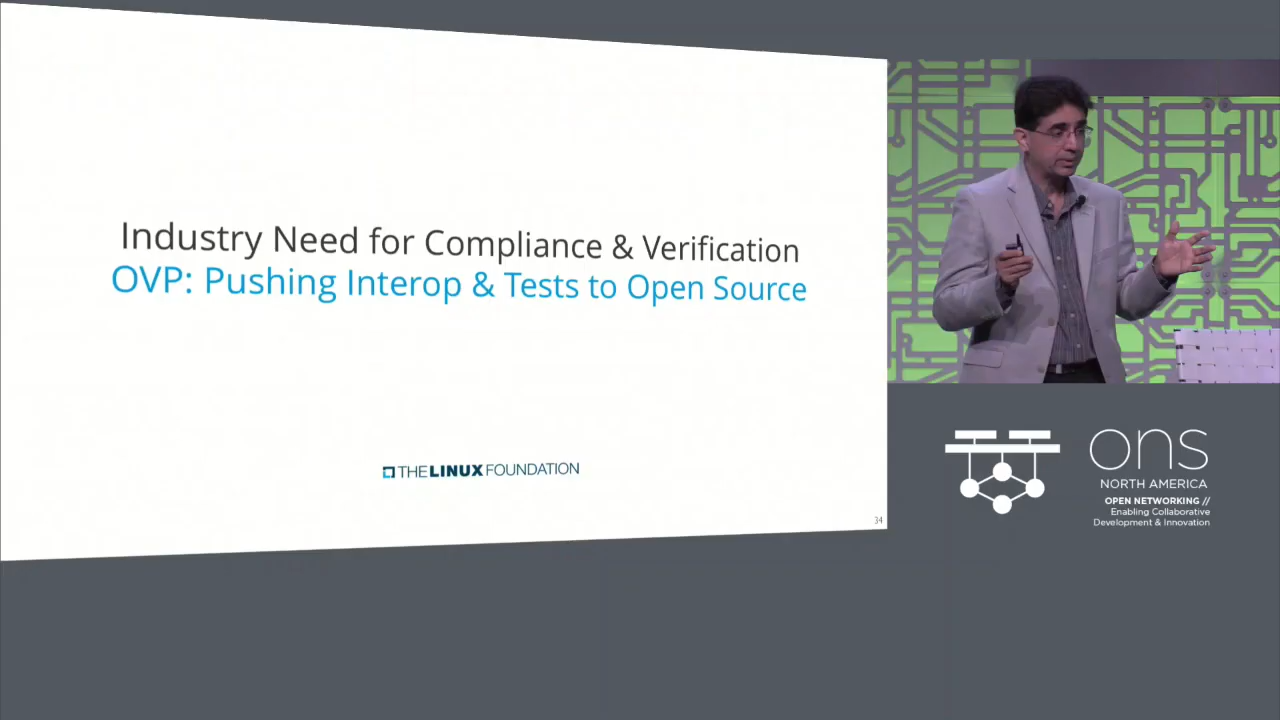 Industry Need for Compliance & Verification
OVP: Pushing Interop & Tests to Open Source
THE LINUX FOUNDATION
34
ons
NORTH AMERICA
OPEN NETWORKING //
Enabling Collaborative
Development & Innovation